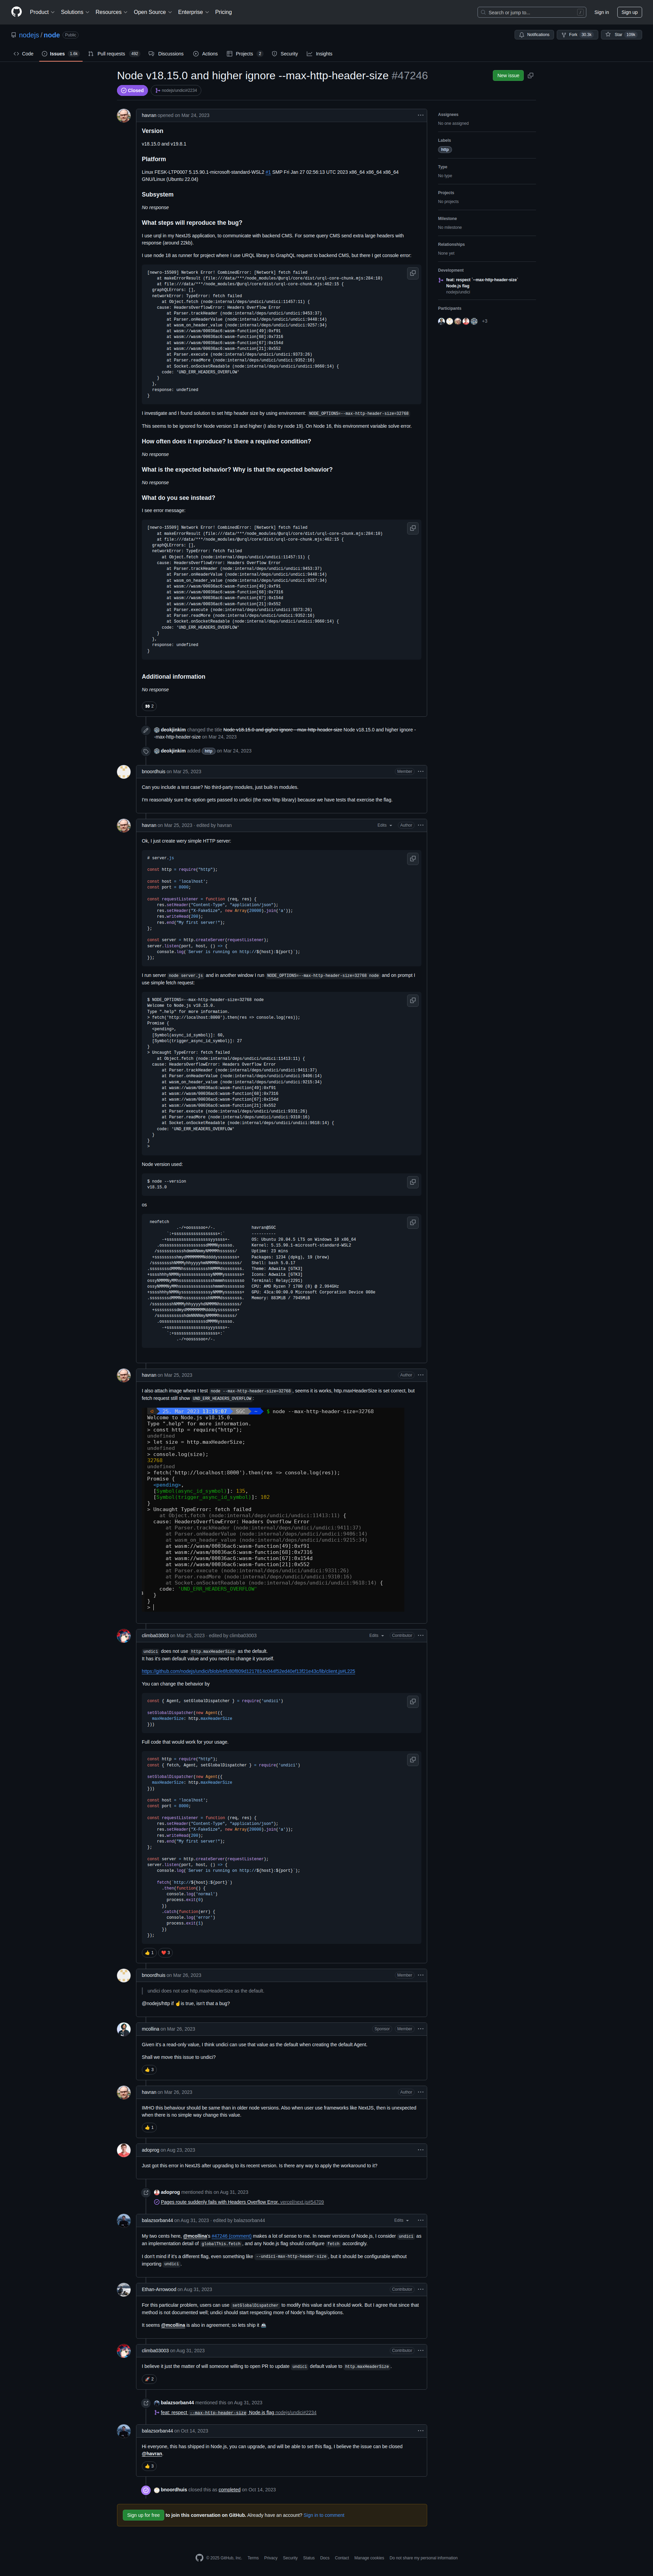 Product
Solutions
Resources
Open Source
Enterprise
Pricing
Search or jump to...
Sign in
Sign up
nodejs / node
Public
Notifications
Fork
Star
Code
Issues
Pull requests
Discussions
Actions
Projects 2
Security
Insights
Node v18.15.0 and higher ignore --max-http-header-size #47246
New issue
Closed
nodejs/undici#2234
havran opened on Mar 24, 2023
Version
v18.15.0 and v19.8.1
Platform
Linux FESK-LTP0007 5.15.90.1-microsoft-standard-WSL2 #1 SMP Fri Jan 27 02:56:13 UTC 2023 x86_64 x86_64 x86_64
GNU/Linux (Ubuntu 22.04)
Subsystem
No response
What steps will reproduce the bug?
I use urql in my NextJS application, to communicate with backend CMS. For some query CMS send extra large headers with
response (around 22kb).
I use node 18 as runner for project where I use URQL library to GraphQL request to backend CMS, but there I get console error:
[newro-15509] Network Error! CombinedError: [Network] fetch failed
at makeErrorResult (file:///data/***/node_modules/@urql/core/dist/urql-core-chunk.mjs:284:10)
at file:///data/***/node_modules/@urql/core/dist/urql-core-chunk.mjs:462:15 {
graphQLErrors: [],
networkError: TypeError: fetch failed
at Object.fetch (node:internal/deps/undici/undici:11457:11) {
cause: HeadersOverflowError: Headers Overflow Error
at Parser.trackHeader (node:internal/deps/undici/undici:9453:37)
at Parser.onHeaderValue (node:internal/deps/undici/undici:9448:14)
at wasm_on_header_value (node:internal/deps/undici/undici:9257:34)
at wasm://wasm/00036ac6:wasm-function[49]:0xf91
at wasm://wasm/00036ac6:wasm-function[68]:0x7316
at wasm://wasm/00036ac6:wasm-function[67]:0x154d
at wasm://wasm/00036ac6:wasm-function[21]:0x552
at Parser.execute (node:internal/deps/undici/undici:9373:26)
at Parser.readMore (node:internal/deps/undici/undici:9352:16)
at Socket.onSocketReadable (node:internal/deps/undici/undici:9660:14) {
code: 'UND_ERR_HEADERS_OVERFLOW'
}
},
response: undefined
}
I investigate and I found solution to set http header size by using environment: NODE_OPTIONS=--max-http-header-size=32768
This seems to be ignored for Node version 18 and higher (I also try node 19). On Node 16, this environment variable solve error.
How often does it reproduce? Is there a required condition?
No response
What is the expected behavior? Why is that the expected behavior?
No response
What do you see instead?
I see error message:
[newro-15509] Network Error! CombinedError: [Network] fetch failed
at makeErrorResult (file:///data/***/node_modules/@urql/core/dist/urql-core-chunk.mjs:284:10)
at file:///data/***/node_modules/@urql/core/dist/urql-core-chunk.mjs:462:15 {
graphQLErrors: [],
networkError: TypeError: fetch failed
at Object.fetch (node:internal/deps/undici/undici:11457:11) {
cause: HeadersOverflowError: Headers Overflow Error
at Parser.trackHeader (node:internal/deps/undici/undici:9453:37)
at Parser.onHeaderValue (node:internal/deps/undici/undici:9448:14)
at wasm_on_header_value (node:internal/deps/undici/undici:9257:34)
at wasm://wasm/00036ac6:wasm-function[49]:0xf91
at wasm://wasm/00036ac6:wasm-function[68]:0x7316
at wasm://wasm/00036ac6:wasm-function[67]:0x154d
at wasm://wasm/00036ac6:wasm-function[21]:0x552
at Parser.execute (node:internal/deps/undici/undici:9373:26)
at Parser.readMore (node:internal/deps/undici/undici:9352:16)
at Socket.onSocketReadable (node:internal/deps/undici/undici:9660:14) {
code: 'UND_ERR_HEADERS_OVERFLOW'
}
},
response: undefined
}
Additional information
No response
👀 2
deokjinkim changed the title Node v18.15.0 and gigher ignore --max-http-header-size Node v18.15.0 and higher ignore -
-max-http-header-size on Mar 24, 2023
deokjinkim added http on Mar 24, 2023
bnoordhuis on Mar 25, 2023
Member
Can you include a test case? No third-party modules, just built-in modules.
I'm reasonably sure the option gets passed to undici (the new http library) because we have tests that exercise the flag.
havran on Mar 25, 2023 · edited by havran
Edits
Author
Ok, I just create wery simple HTTP server:
# server.js
const http = require("http");
const host = 'localhost';
const port = 8000;
const requestListener = function (req, res) {
res.setHeader("Content-Type", "application/json");
res.setHeader("X-FakeSize", new Array(20000).join('a'));
res.writeHead(200);
res.end("My first server!");
};
const server = http.createServer(requestListener);
server.listen(port, host, () => {
console.log(`Server is running on http://${host}:${port}`);
});
I run server node server.js and in another window I run NODE_OPTIONS=--max-http-header-size=32768 node and on prompt I
use simple fetch request:
$ NODE_OPTIONS=--max-http-header-size=32768 node
Welcome to Node.js v18.15.0.
Type ".help" for more information.
> fetch('http://localhost:8000').then(res => console.log(res));
Promise {
<pending>,
[Symbol(async_id_symbol)]: 60,
[Symbol(trigger_async_id_symbol)]: 27
}
> Uncaught TypeError: fetch failed
at Object.fetch (node:internal/deps/undici/undici:11413:11) {
cause: HeadersOverflowError: Headers Overflow Error
at Parser.trackHeader (node:internal/deps/undici/undici:9411:37)
at Parser.onHeaderValue (node:internal/deps/undici/undici:9406:14)
at wasm_on_header_value (node:internal/deps/undici/undici:9215:34)
at wasm://wasm/00036ac6:wasm-function[49]:0xf91
at wasm://wasm/00036ac6:wasm-function[68]:0x7316
at wasm://wasm/00036ac6:wasm-function[67]:0x154d
at wasm://wasm/00036ac6:wasm-function[21]:0x552
at Parser.execute (node:internal/deps/undici/undici:9331:26)
at Parser.readMore (node:internal/deps/undici/undici:9310:16)
at Socket.onSocketReadable (node:internal/deps/undici/undici:9618:14) {
code: 'UND_ERR_HEADERS_OVERFLOW'
}
}
>
Node version used:
$ node --version
v18.15.0
os
neofetch
havran@SGC
OS: Ubuntu 20.04.5 LTS on Windows 10 x86_64
Kernel: 5.15.90.1-microsoft-standard-WSL2
Uptime: 23 mins
Packages: 1234 (dpkg), 19 (brew)
Shell: bash 5.0.17
Theme: Adwaita [GTK3]
Icons: Adwaita [GTK3]
Terminal: Relay(2291)
CPU: AMD Ryzen 7 1700 (8) @ 2.994GHz
GPU: 43ca:00:00.0 Microsoft Corporation Device 008e
Memory: 883MiB / 7945MiB
havran on Mar 25, 2023
Author
I also attach image where I test node --max-http-header-size=32768, seems it is works, http.maxHeaderSize is set correct, but
fetch request still show UND_ERR_HEADERS_OVERFLOW:
25. Mar 2023 13:19:07 SGC ~ $ node --max-http-header-size=32768
Welcome to Node.js v18.15.0.
Type ".help" for more information.
> const http = require("http");
undefined
> let size = http.maxHeaderSize;
undefined
> console.log(size);
32768
undefined
> fetch('http://localhost:8000').then(res => console.log(res));
Promise {
<pending>,
[Symbol(async_id_symbol)]: 135,
[Symbol(trigger_async_id_symbol)]: 102
}
> Uncaught TypeError: fetch failed
at Object.fetch (node:internal/deps/undici/undici:11413:11) {
cause: HeadersOverflowError: Headers Overflow Error
at Parser.trackHeader (node:internal/deps/undici/undici:9411:37)
at Parser.onHeaderValue (node:internal/deps/undici/undici:9406:14)
at wasm_on_header_value (node:internal/deps/undici/undici:9215:34)
at wasm://wasm/00036ac6:wasm-function[49]:0xf91
at wasm://wasm/00036ac6:wasm-function[68]:0x7316
at wasm://wasm/00036ac6:wasm-function[67]:0x154d
at wasm://wasm/00036ac6:wasm-function[21]:0x552
at Parser.execute (node:internal/deps/undici/undici:9331:26)
at Parser.readMore (node:internal/deps/undici/undici:9310:16)
at Socket.onSocketReadable (node:internal/deps/undici/undici:9618:14) {
code: 'UND_ERR_HEADERS_OVERFLOW'
}
}
>
climba03003 on Mar 25, 2023 · edited by climba03003
Edits
Contributor
undici does not use http.maxHeaderSize as the default.
It has it's own default value and you need to change it yourself.
You can change the behavior by
const { Agent, setGlobalDispatcher } = require('undici')
setGlobalDispatcher(new Agent({
maxHeaderSize: http.maxHeaderSize
}))
Full code that would work for your usage.
const http = require("http");
const { fetch, Agent, setGlobalDispatcher } = require('undici')
setGlobalDispatcher(new Agent({
maxHeaderSize: http.maxHeaderSize
}))
const host = 'localhost';
const port = 8000;
const requestListener = function (req, res) {
res.setHeader("Content-Type", "application/json");
res.setHeader("X-FakeSize", new Array(20000).join('a'));
res.writeHead(200);
res.end("My first server!");
};
const server = http.createServer(requestListener);
server.listen(port, host, () => {
console.log(`Server is running on http://${host}:${port}`);
fetch(`http://${host}:${port}`)
.then(function() {
console.log('normal')
process.exit(0)
})
.catch(function(err) {
console.log('error')
process.exit(1)
})
});
👍 1 ❤️ 3
bnoordhuis on Mar 26, 2023
Member
undici does not use http.maxHeaderSize as the default.
@nodejs/http if ☝️is true, isn't that a bug?
mcollina on Mar 26, 2023
Sponsor
Member
Given it's a read-only value, I think undici can use that value as the default when creating the default Agent.
Shall we move this issue to undici?
👍 3
havran on Mar 26, 2023
Author
IMHO this behaviour should be same than in older node versions. Also when user use frameworks like NextJS, then is unexpected
when there is no simple way change this value.
👍 1
adoprog on Aug 23, 2023
Just got this error in NextJS after upgrading to its recent version. Is there any way to apply the workaround to it?
adoprog mentioned this on Aug 31, 2023
Pages route suddenly fails with Headers Overflow Error. vercel/next.js#54709
balazsorban44 on Aug 31, 2023 · edited by balazsorban44
Edits
My two cents here, @mcollina's #47246 (comment) makes a lot of sense to me. In newer versions of Node.js, I consider undici as
an implementation detail of globalThis.fetch, and any Node.js flag should configure fetch accordingly.
I don't mind if it's a different flag, even something like --undici-max-http-header-size, but it should be configurable without
importing undici.
Ethan-Arrowood on Aug 31, 2023
Contributor
For this particular problem, users can use setGlobalDispatcher to modify this value and it should work. But I agree that since that
method is not documented well; undici should start respecting more of Node's http flags/options.
It seems @mcollina is also in agreement, so lets ship it 🚢
climba03003 on Aug 31, 2023
Contributor
I believe it just the matter of will someone willing to open PR to update undici default value to http.maxHeaderSize.
🚀 2
balazsorban44 mentioned this on Aug 31, 2023
feat: respect --max-http-header-size Node.js flag nodejs/undici#2234
balazsorban44 on Oct 14, 2023
Hi everyone, this has shipped in Node.js, you can upgrade, and will be able to set this flag. I believe the issue can be closed
@havran.
👍 3
bnoordhuis closed this as completed on Oct 14, 2023
Sign up for free to join this conversation on GitHub. Already have an account? Sign in to comment
Assignees
No one assigned
Labels
http
Type
No type
Projects
No projects
Milestone
No milestone
Relationships
None yet
Development
feat: respect `--max-http-header-size`
Node.js flag
nodejs/undici
Participants
+3
© 2025 GitHub, Inc.
Terms
Privacy
Security
Status
Docs
Contact
Manage cookies
Do not share my personal information